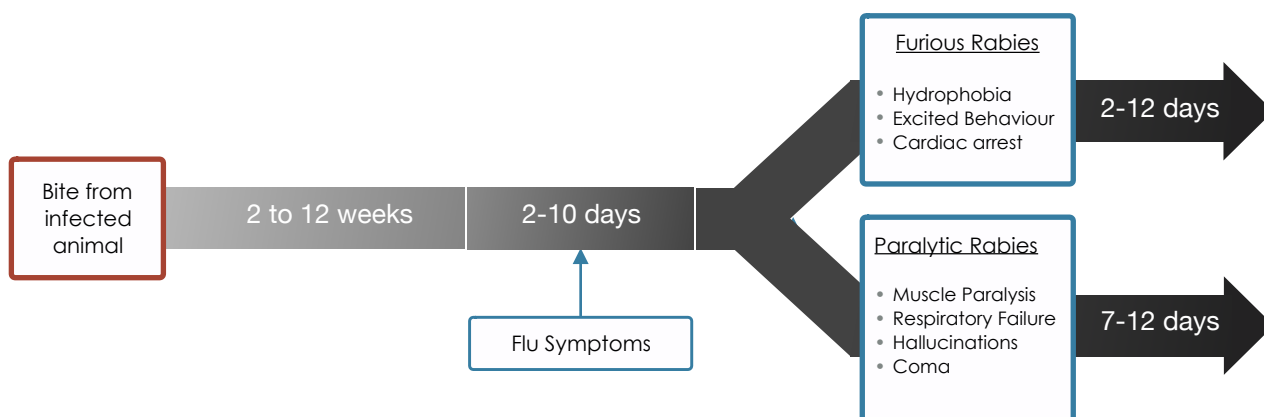 Bite from
infected
animal
2 to 12 weeks
2-10 days
Flu Symptoms
Furious Rabies
• Hydrophobia
• Excited Behaviour
• Cardiac arrest
2-12 days
Paralytic Rabies
• Muscle Paralysis
• Respiratory Failure
• Hallucinations
• Coma
7-12 days